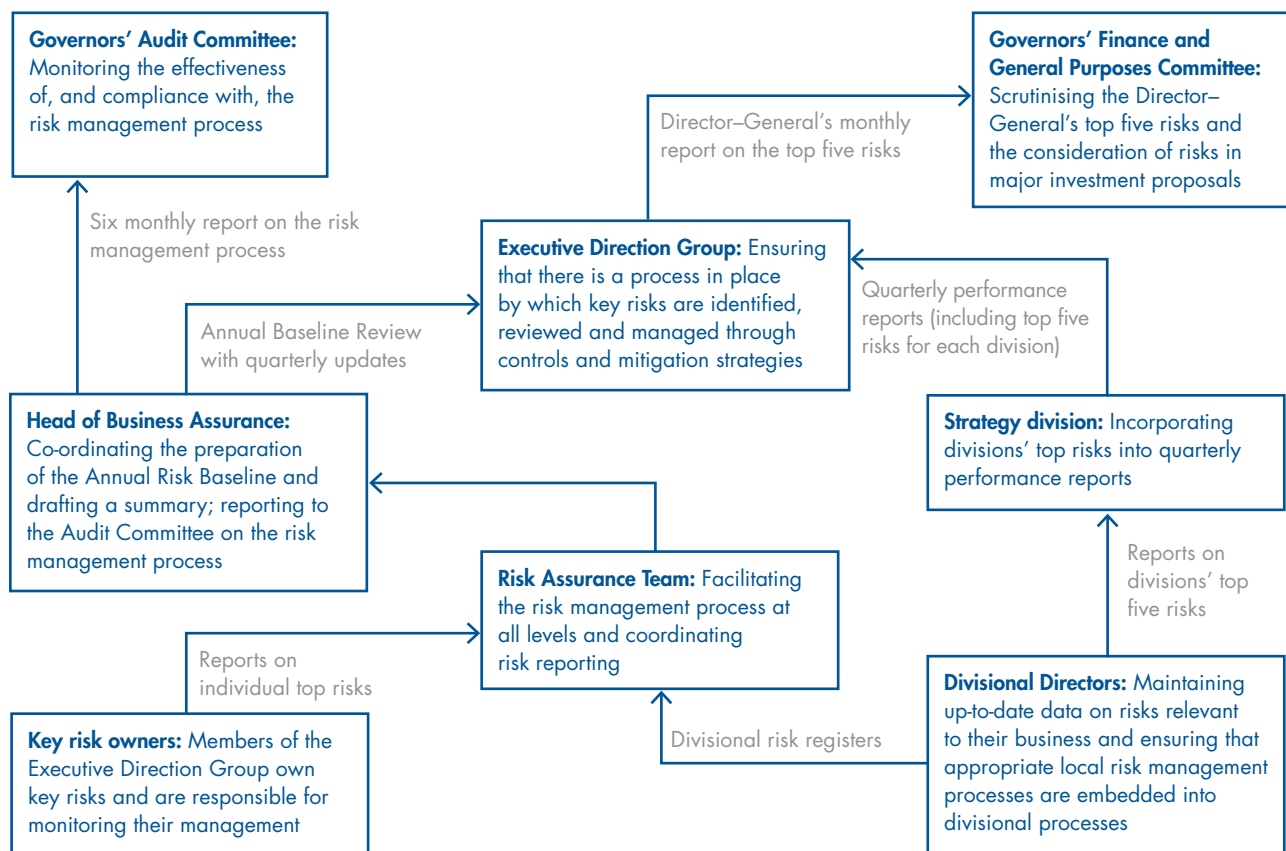 Governors’ Audit Committee:
Monitoring the effectiveness
of, and compliance with, the
risk management process
Governors’ Finance and
General Purposes Committee:
Scrutinising the Director–
General’s top five risks and
the consideration of risks in
major investment proposals
Director–General’s monthly
report on the top five risks
Six monthly report on the risk
management process
Executive Direction Group: Ensuring
that there is a process in place
by which key risks are identified,
reviewed and managed through
controls and mitigation strategies
Quarterly performance
reports (including top five
risks for each division)
Annual Baseline Review
with quarterly updates
Head of Business Assurance:
Co-ordinating the preparation
of the Annual Risk Baseline and
drafting a summary; reporting to
the Audit Committee on the risk
management process
Strategy division: Incorporating
divisions’ top risks into quarterly
performance reports
Risk Assurance Team: Facilitating
the risk management process at
all levels and coordinating
risk reporting
Reports on
divisions’ top
five risks
Reports on
individual top risks
Key risk owners: Members of the
Executive Direction Group own
key risks and are responsible for
monitoring their management
Divisional risk registers
Divisional Directors: Maintaining
up-to-date data on risks relevant
to their business and ensuring that
appropriate local risk management
processes are embedded into
divisional processes